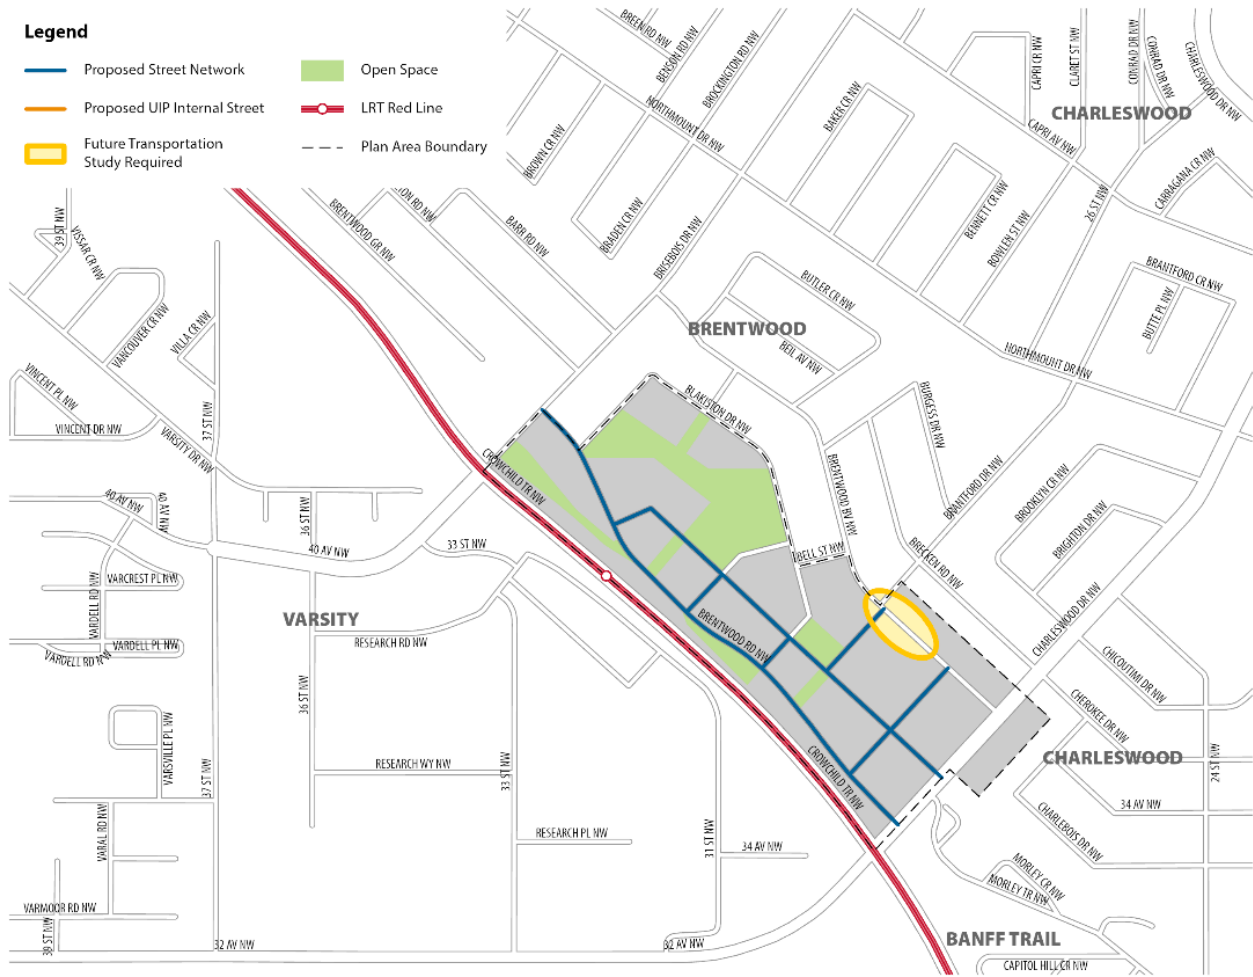 Legend
Proposed Street Network
Open Space
Proposed UIP Internal Street
LRT Red Line
Future Transportation
Study Required
Plan Area Boundary
BREEN RD NW
BENSON RD NW
BROCKINGTON RD NW
CAPRI CR NW
CLARET ST NW
CONRAD DR NW
CONRAD DR NW
CHARLESWOOD DR NW
NORTHMOUNT DR NW
BAKER CR NW
CHARLESWOOD
CAPRI AV NW
BROWN CR NW
CARRAGANA CR NW
26 ST NW
BENNETT CR NW
BOWLEN ST NW
BRADEN CR NW
BRISEBOIS DR NW
BARR RD NW
TON RD NW
BRENTWOOD GR NW
39 ST NW
VISSAR CR NW
VANCOUVER CR NW
VILLA CR NW
BUTLER CR NW
BRENTWOOD
BEIL AV NW
BRANTFORD CR NW
BUTTE PL NW
NORTHMOUNT DR NW
VINCENT PL NW
VINCENT DR NW
VARSITY DR NW
37 ST NW
BLAKISTON DR NW
BURGESS DR NW
CROWCHILD TR NW
BRENTWOOD BV NW
BRANTFORD DR NW
BROOKLYN CR NW
BRIGHTON DR NW
40 AV NW
40 AV NW
36 ST NW
40 AV NW
33 ST NW
BELL ST NW
BRECKEN RD NW
VARCREST PL NW
VARDELL RD NW
VARDELL PL NW
VARDELL RD NW
VARSITY
RESEARCH RD NW
BRENTWOOD RD NW
CHARLESWOOD DR NW
CHICOUTIMI DR NW
CHEROKEE DR NW
36 ST NW
VARSVILLE PL NW
37 ST NW
RESEARCH WY NW
33 ST NW
CROWCHILD TR NW
CHARLESWOOD
24 ST NW
34 AV NW
CHARLEBOIS DR NW
VARAL RD NW
RESEARCH PL NW
31 ST NW
34 AV NW
MORLEY CR NW
MORLEY TR NW
VARMOOR RD NW
39 ST NW
32 AV NW
32 AV NW
BANFF TRAIL
CAPITOL HILL CR NW